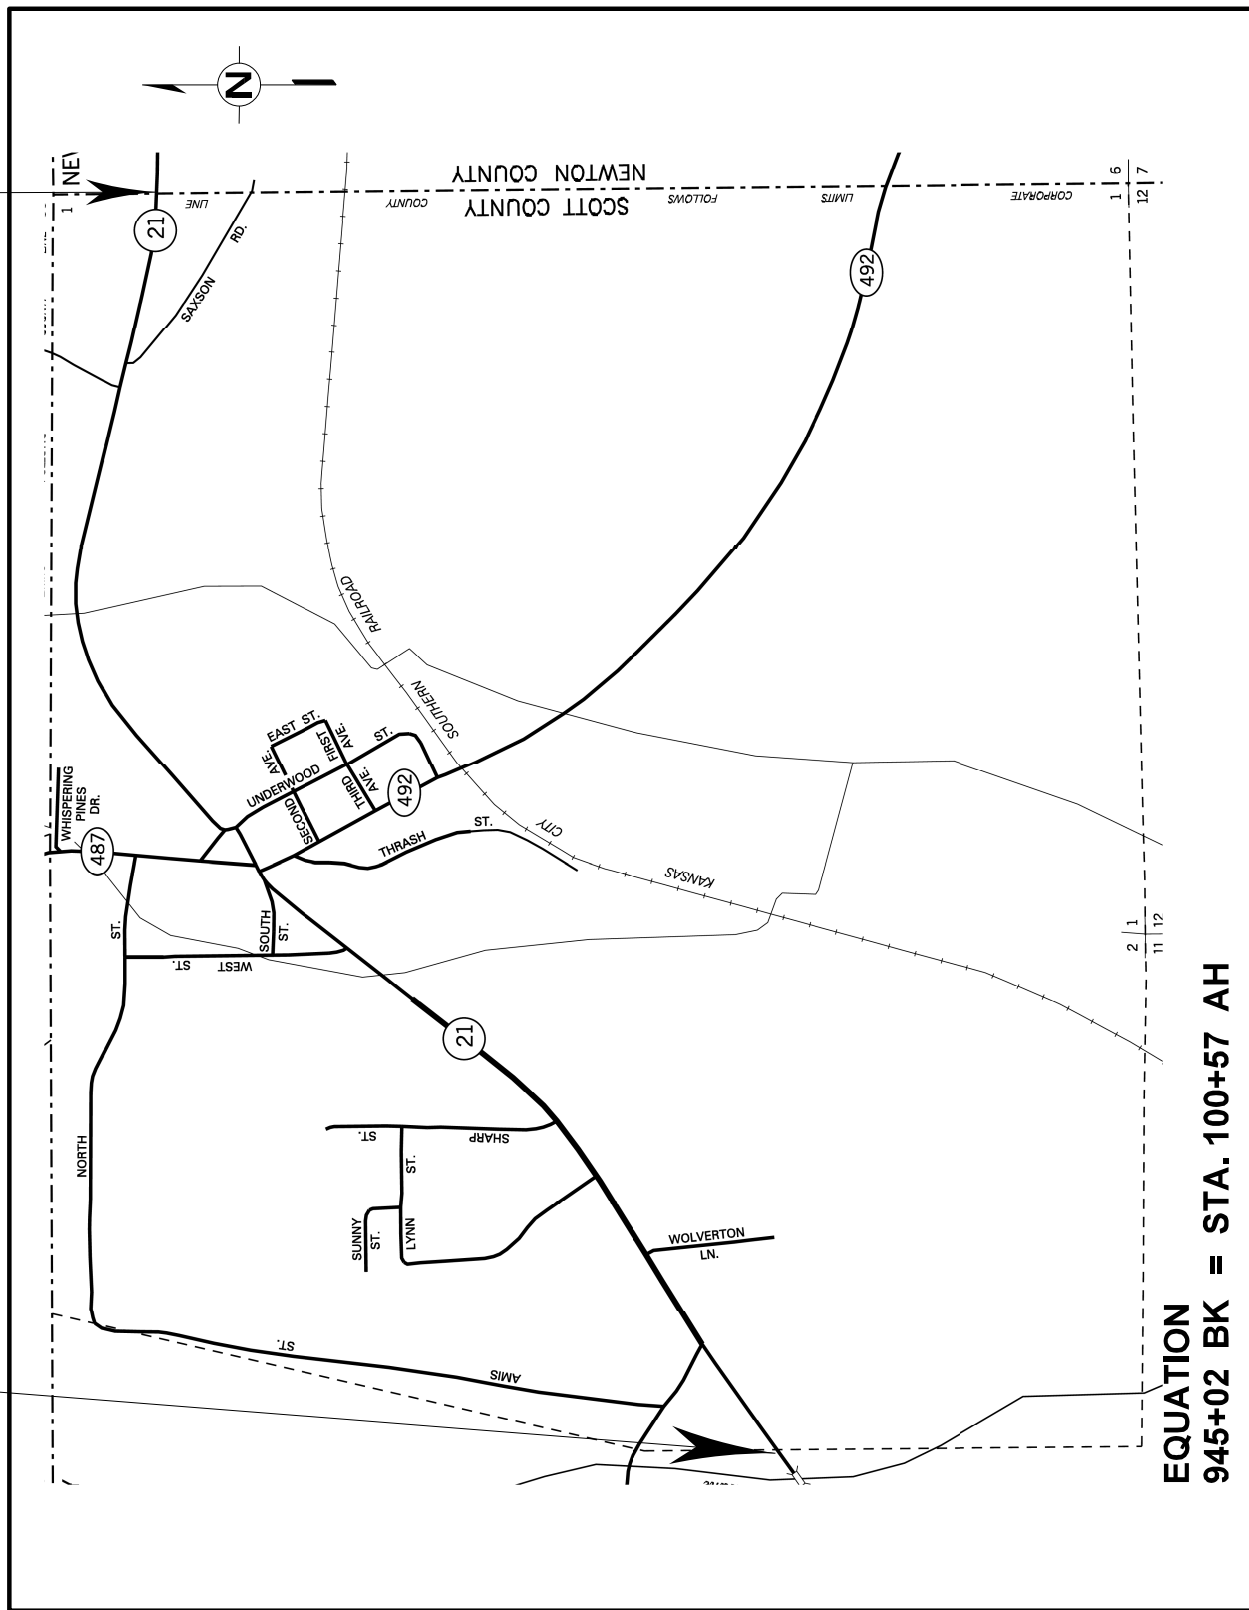 N
1
NEW
NEWTON COUNTY
SCOTT COUNTY
LINE
COUNTY
FOLLOWS
LIMITS
CORPORATE
1 6
12 7
21
SAXSON
RD.
492
RAILROAD
SOUTHERN
CITY
KANSAS
WHISPERING
PINES
DR.
487
EAST ST.
AVE.
FIRST
AVE.
UNDERWOOD
ST.
THIRD
AVE.
SECOND
492
THRASH
ST.
SOUTH
ST.
WEST
ST.
NORTH
ST.
2 1
11 12
21
SHARP
ST.
LYNN
ST.
SUNNY
ST.
WOLVERTON
LN.
AMIS
ST.
EQUATION
945+02 BK = STA. 100+57 AH